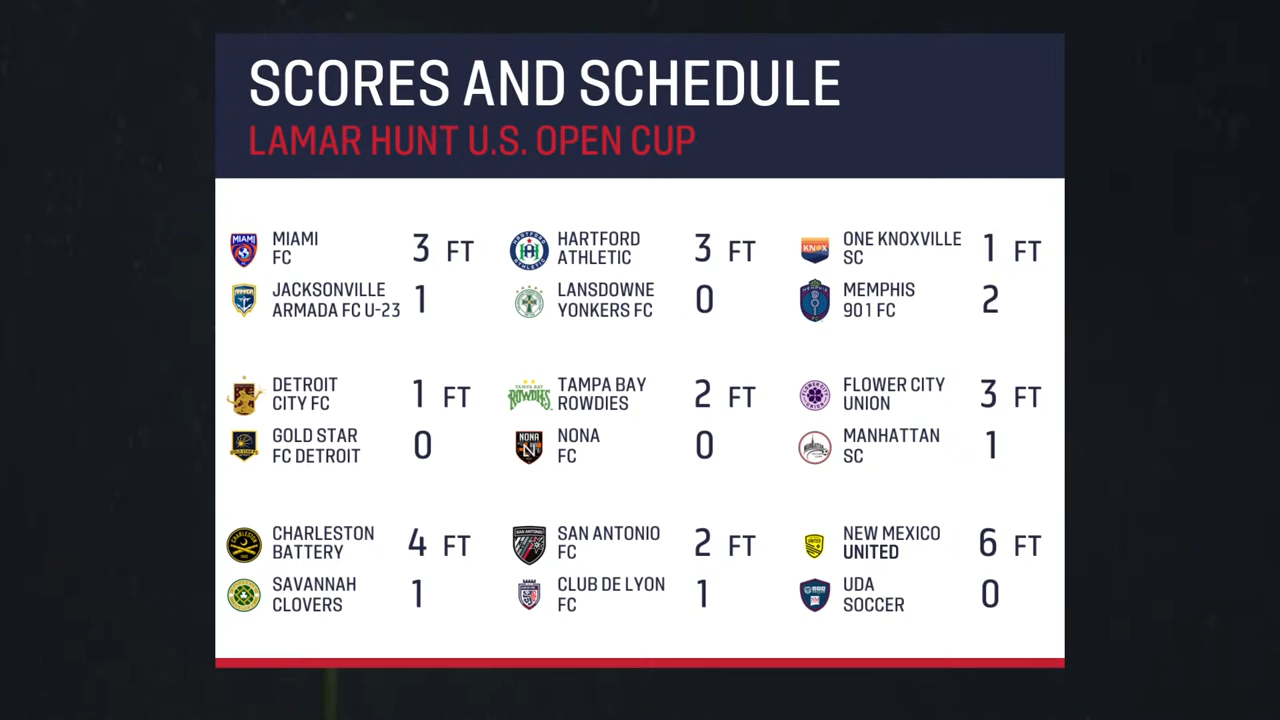 SCORES AND SCHEDULE
LAMAR HUNT U.S. OPEN CUP
MIAMI
FC
3 FT
JACKSONVILLE
ARMADA FC U-23
1
HARTFORD
ATHLETIC
3 FT
LANSDOWNE
YONKERS FC
0
ONE KNOXVILLE
SC
1 FT
MEMPHIS
901 FC
2
DETROIT
CITY FC
1 FT
GOLD STAR
FC DETROIT
0
TAMPA BAY
ROWDIES
2 FT
NONA
FC
0
FLOWER CITY
UNION
3 FT
MANHATTAN
SC
1
CHARLESTON
BATTERY
4 FT
SAVANNAH
CLOVERS
1
SAN ANTONIO
FC
2 FT
CLUB DE LYON
FC
1
NEW MEXICO
UNITED
6 FT
UDA
SOCCER
0